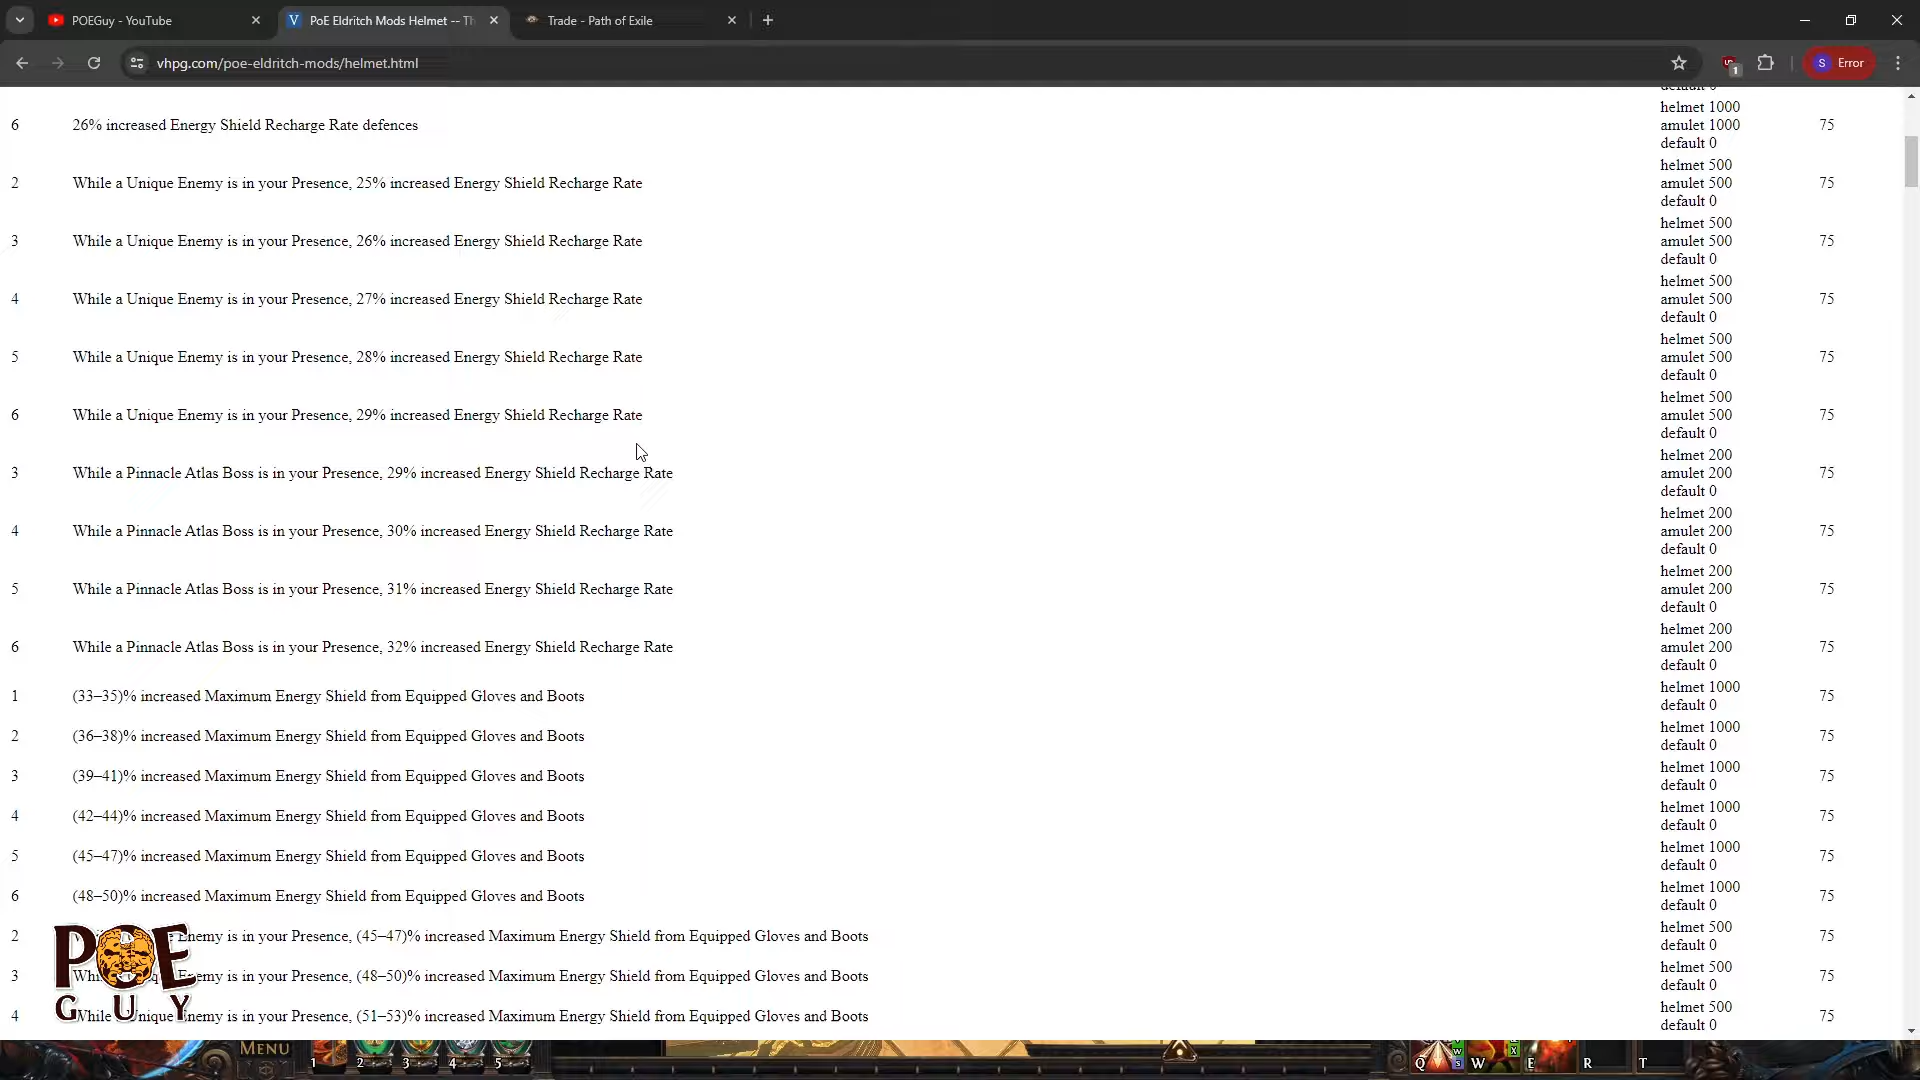 POEGuy - YouTube
PoE Eldritch Mods Helmet -- Th
Trade - Path of Exile
vhpg.com/poe-eldritch-mods/helmet.html
1
S Error
default 0
6 26% increased Energy Shield Recharge Rate defences helmet 1000 amulet 1000 default 0 75
2 While a Unique Enemy is in your Presence, 25% increased Energy Shield Recharge Rate helmet 500 amulet 500 default 0 75
3 While a Unique Enemy is in your Presence, 26% increased Energy Shield Recharge Rate helmet 500 amulet 500 default 0 75
4 While a Unique Enemy is in your Presence, 27% increased Energy Shield Recharge Rate helmet 500 amulet 500 default 0 75
5 While a Unique Enemy is in your Presence, 28% increased Energy Shield Recharge Rate helmet 500 amulet 500 default 0 75
6 While a Unique Enemy is in your Presence, 29% increased Energy Shield Recharge Rate helmet 500 amulet 500 default 0 75
3 While a Pinnacle Atlas Boss is in your Presence, 29% increased Energy Shield Recharge Rate helmet 200 amulet 200 default 0 75
4 While a Pinnacle Atlas Boss is in your Presence, 30% increased Energy Shield Recharge Rate helmet 200 amulet 200 default 0 75
5 While a Pinnacle Atlas Boss is in your Presence, 31% increased Energy Shield Recharge Rate helmet 200 amulet 200 default 0 75
6 While a Pinnacle Atlas Boss is in your Presence, 32% increased Energy Shield Recharge Rate helmet 200 amulet 200 default 0 75
1 (33–35)% increased Maximum Energy Shield from Equipped Gloves and Boots helmet 1000 default 0 75
2 (36–38)% increased Maximum Energy Shield from Equipped Gloves and Boots helmet 1000 default 0 75
3 (39–41)% increased Maximum Energy Shield from Equipped Gloves and Boots helmet 1000 default 0 75
4 (42–44)% increased Maximum Energy Shield from Equipped Gloves and Boots helmet 1000 default 0 75
5 (45–47)% increased Maximum Energy Shield from Equipped Gloves and Boots helmet 1000 default 0 75
6 (48–50)% increased Maximum Energy Shield from Equipped Gloves and Boots helmet 1000 default 0 75
2 Enemy is in your Presence, (45–47)% increased Maximum Energy Shield from Equipped Gloves and Boots helmet 500 default 0 75
3 Enemy is in your Presence, (48–50)% increased Maximum Energy Shield from Equipped Gloves and Boots helmet 500 default 0 75
4 While Enemy is in your Presence, (51–53)% increased Maximum Energy Shield from Equipped Gloves and Boots helmet 500 default 0 75
POE
GUY
MENU 1 2 3 4 5 Q W E R T